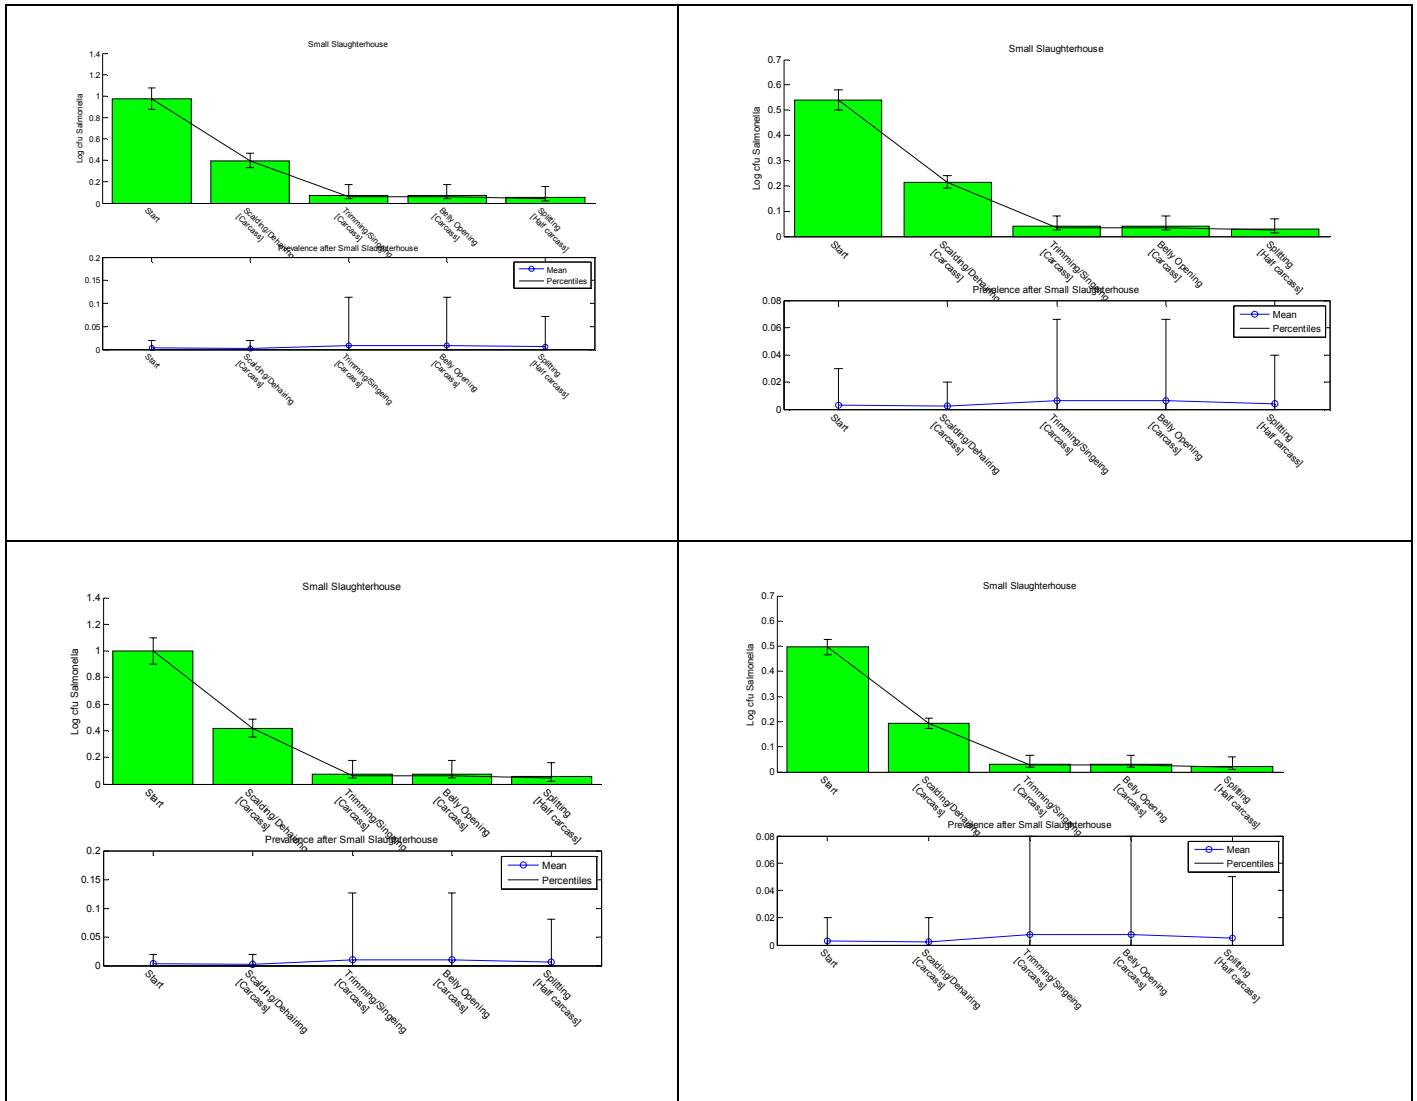 Small Slaughterhouse
Log cfu Salmonella
1.4
1.2
1
0.8
0.6
0.4
0.2
0
Start
Scalding/Dehairing
[Carcass]
Trimming/Singeing
[Carcass]
Belly Opening
[Carcass]
Splitting
[Half carcass]
Prevalence after Small Slaughterhouse
0.2
0.15
0.1
0.05
0
Mean
Percentiles
Start
Scalding/Dehairing
[Carcass]
Trimming/Singeing
[Carcass]
Belly Opening
[Carcass]
Splitting
[Half carcass]
Small Slaughterhouse
Log cfu Salmonella
0.7
0.6
0.5
0.4
0.3
0.2
0.1
0
Start
Scalding/Dehairing
[Carcass]
Trimming/Singeing
[Carcass]
Belly Opening
[Carcass]
Splitting
[Half carcass]
Prevalence after Small Slaughterhouse
0.08
0.06
0.04
0.02
0
Mean
Percentiles
Start
Scalding/Dehairing
[Carcass]
Trimming/Singeing
[Carcass]
Belly Opening
[Carcass]
Splitting
[Half carcass]
Small Slaughterhouse
Log cfu Salmonella
1.4
1.2
1
0.8
0.6
0.4
0.2
0
Start
Scalding/Dehairing
[Carcass]
Trimming/Singeing
[Carcass]
Belly Opening
[Carcass]
Splitting
[Half carcass]
Prevalence after Small Slaughterhouse
0.2
0.15
0.1
0.05
0
Mean
Percentiles
Start
Scalding/Dehairing
[Carcass]
Trimming/Singeing
[Carcass]
Belly Opening
[Carcass]
Splitting
[Half carcass]
Small Slaughterhouse
Log cfu Salmonella
0.7
0.6
0.5
0.4
0.3
0.2
0.1
0
Start
Scalding/Dehairing
[Carcass]
Trimming/Singeing
[Carcass]
Belly Opening
[Carcass]
Splitting
[Half carcass]
Prevalence after Small Slaughterhouse
0.08
0.06
0.04
0.02
0
Mean
Percentiles
Start
Scalding/Dehairing
[Carcass]
Trimming/Singeing
[Carcass]
Belly Opening
[Carcass]
Splitting
[Half carcass]